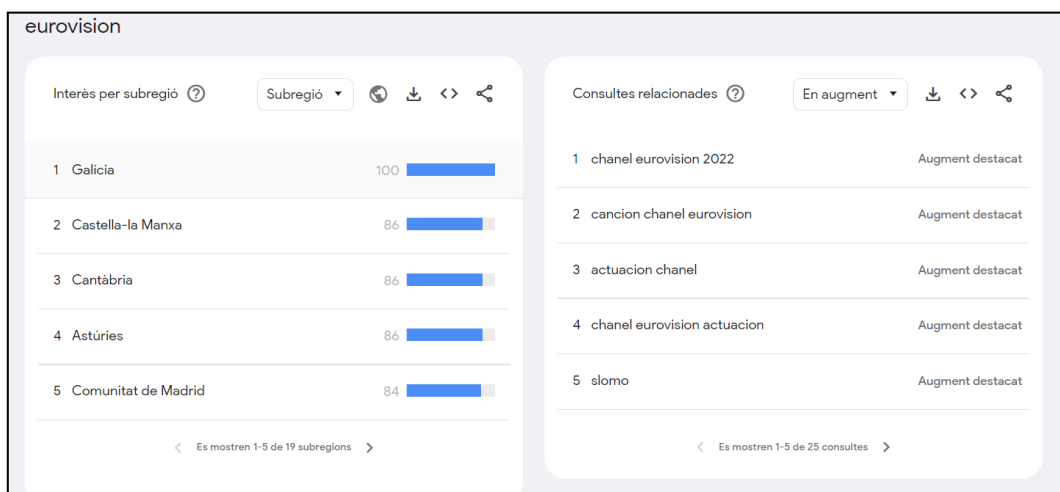 eurovision
Interès per subregió
Subregió
1 Galícia 100
2 Castella-la Manxa 86
3 Cantàbria 86
4 Astúries 86
5 Comunitat de Madrid 84
Es mostren 1-5 de 19 subregions
Consultes relacionades
En augment
1 chanel eurovision 2022 Augment destacat
2 cancion chanel eurovision Augment destacat
3 actuacion chanel Augment destacat
4 chanel eurovision actuacion Augment destacat
5 slomo Augment destacat
Es mostren 1-5 de 25 consultes